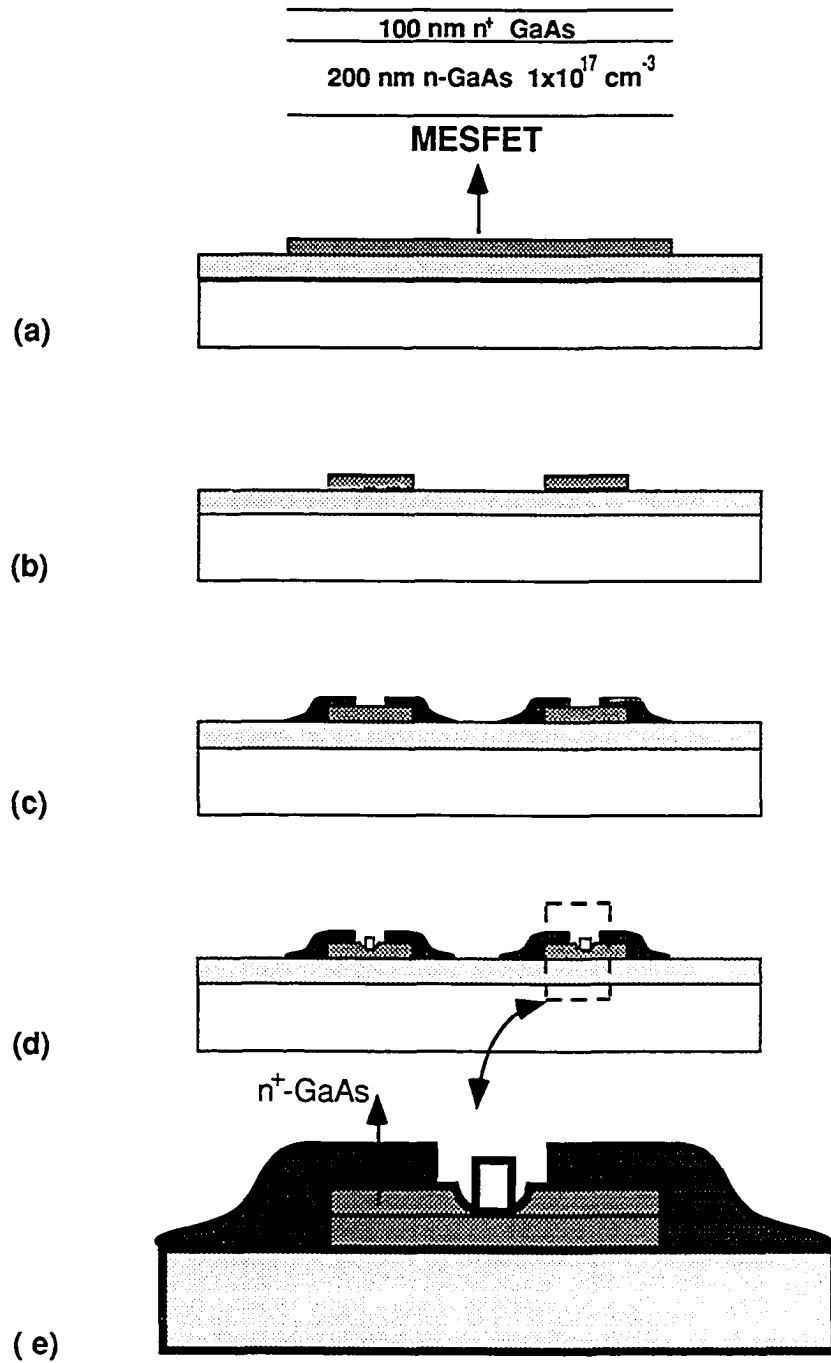 100 nm n⁺ GaAs
200 nm n-GaAs 1x10¹⁷ cm⁻³
MESFET
(a)
(b)
(c)
(d)
n⁺-GaAs
( e)